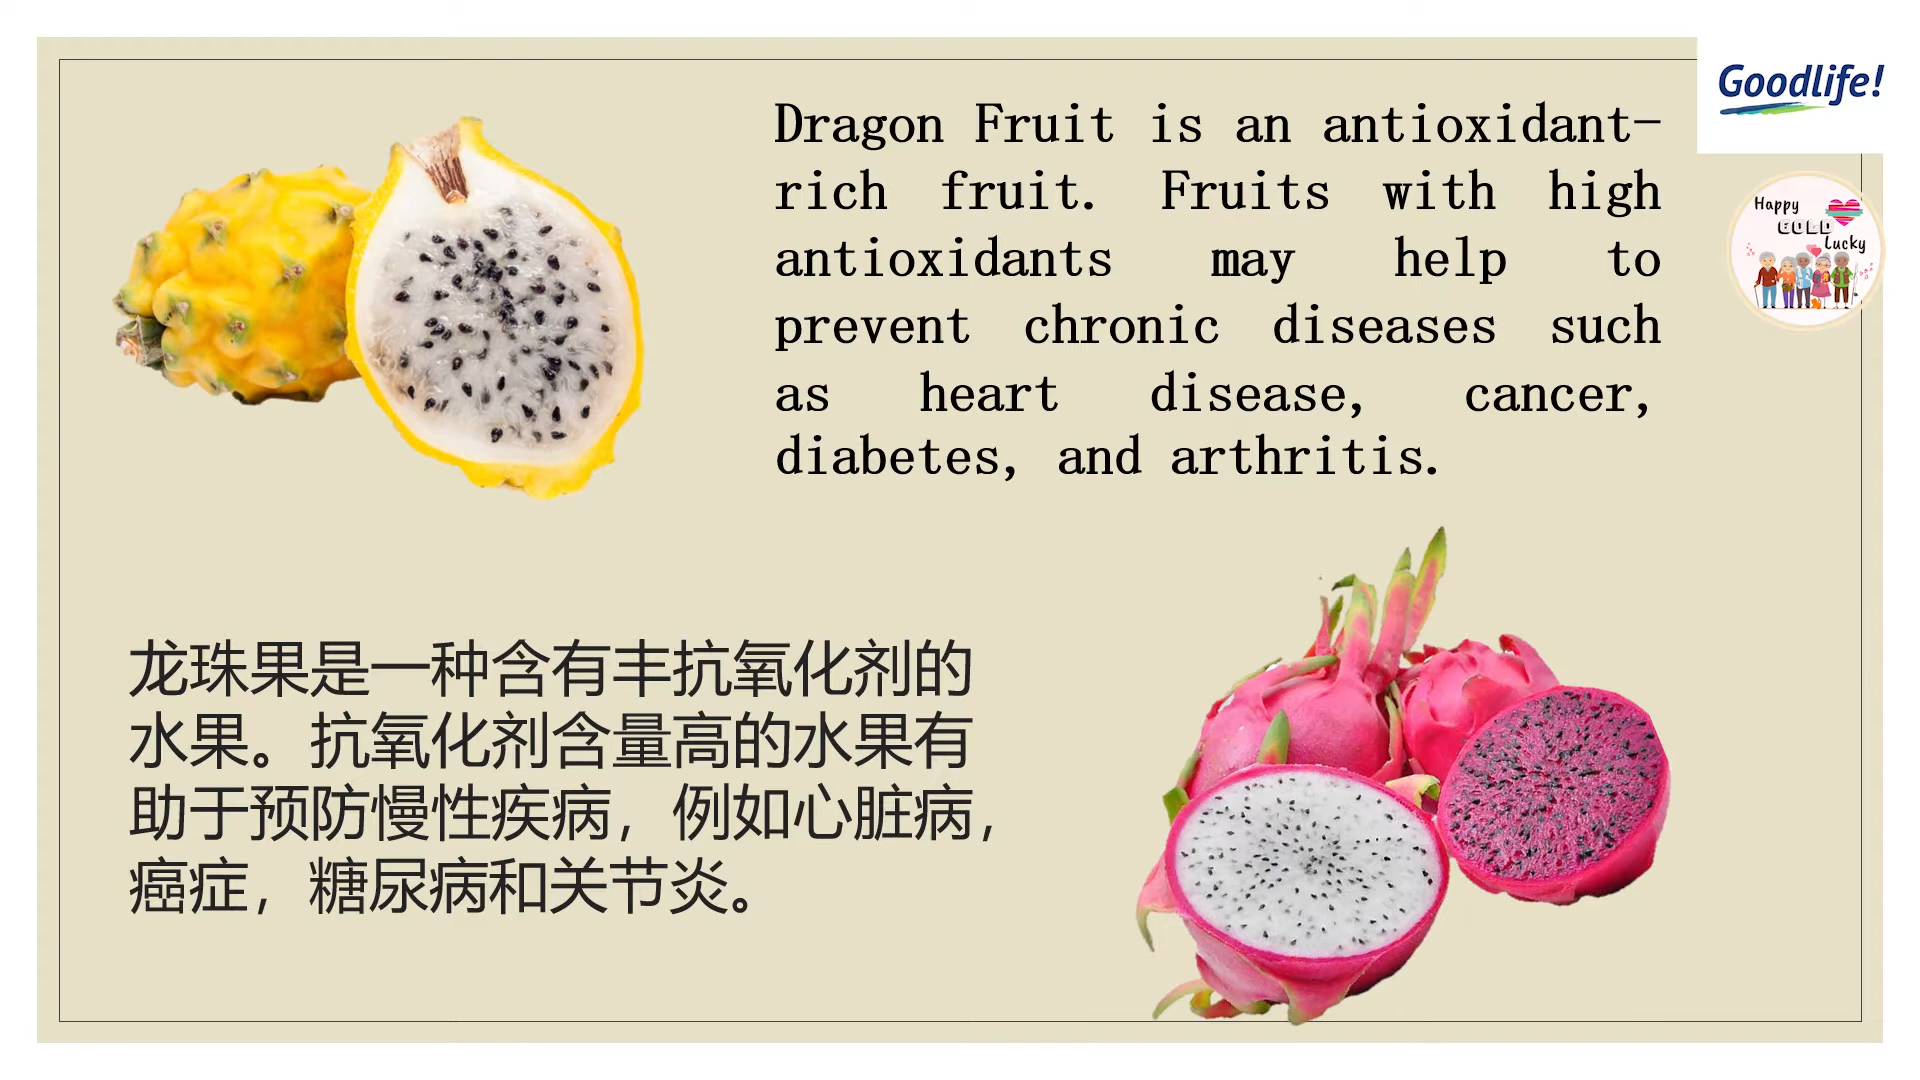 Goodlife!
Dragon Fruit is an antioxidant-
rich fruit. Fruits with high
antioxidants may help to
prevent chronic diseases such
as heart disease, cancer,
diabetes, and arthritis.
Happy
GOLD
Lucky
龙珠果是一种含有丰抗氧化剂的
水果。抗氧化剂含量高的水果有
助于预防慢性疾病，例如心脏病，
癌症，糖尿病和关节炎。